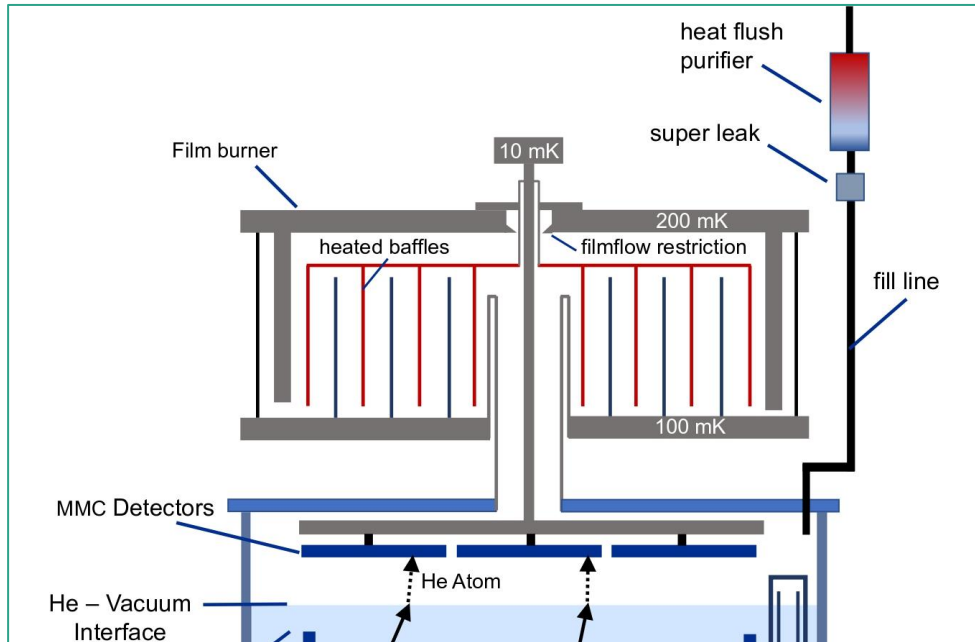 heat flush
purifier
super leak
10 mK
Film burner
200 mK
heated baffles
filmflow restriction
fill line
100 mK
MMC Detectors
He Atom
He – Vacuum
Interface